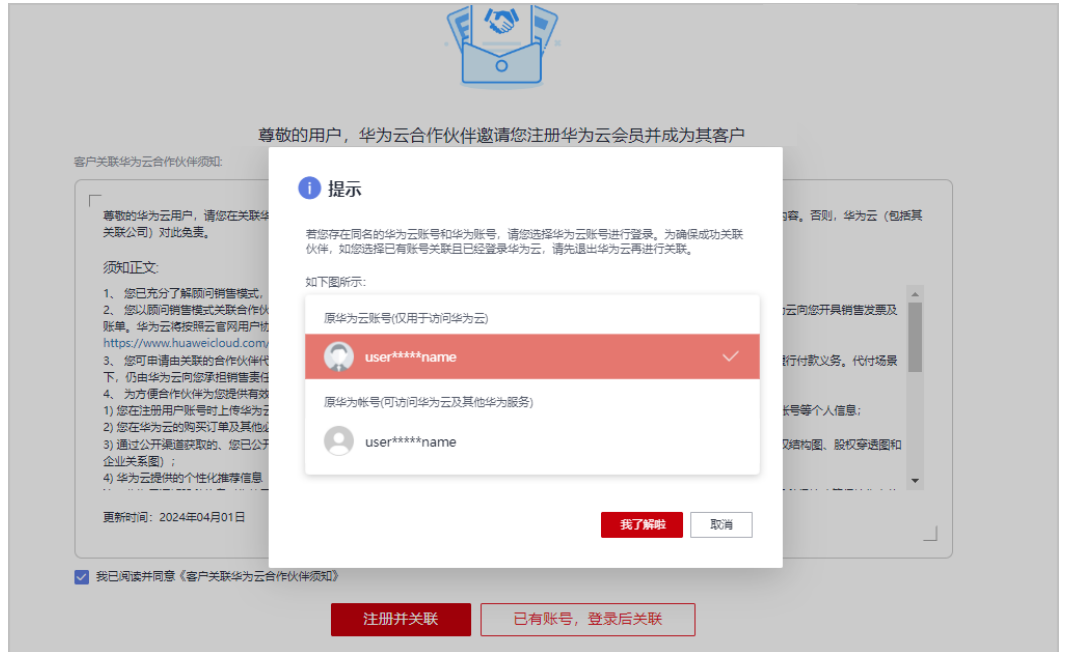 尊敬的用户，华为云合作伙伴邀请您注册华为云会员并成为其客户
客户关联华为云合作伙伴须知:
尊敬的华为云用户，请您在关联华
内容。否则，华为云（包括其
关联公司）对此免责。
须知正文:
1、 您已充分了解顾问销售模式，
2、 您以顾问销售模式关联合作伙
云向您开具销售发票及
账单。华为云将按照云官网用户协
https://www.huaweicloud.com/
3、 您可申请由关联的合作伙伴代
行付款义务。代付场景
下，仍由华为云向您承担销售责任
4、 为方便合作伙伴为您提供有效
1) 您在注册用户账号时上传华为云
帐号等个人信息；
2) 您在华为云的购买订单及其他必
3) 通过公开渠道获取的、您已公开
权结构图、股权穿透图和
企业关系图）；
4) 华为云提供的个性化推荐信息
更新时间：2024年04月01日
提示
若您存在同名的华为云账号和华为账号，请您选择华为云账号进行登录。为确保成功关联
伙伴，如您选择已有账号关联且已经登录华为云，请先退出华为云再进行关联。
如下图所示:
原华为云账号(仅用于访问华为云)
user*****name
原华为帐号(可访问华为云及其他华为服务)
user*****name
我了解啦
取消
我已阅读并同意《客户关联华为云合作伙伴须知》
注册并关联
已有账号，登录后关联